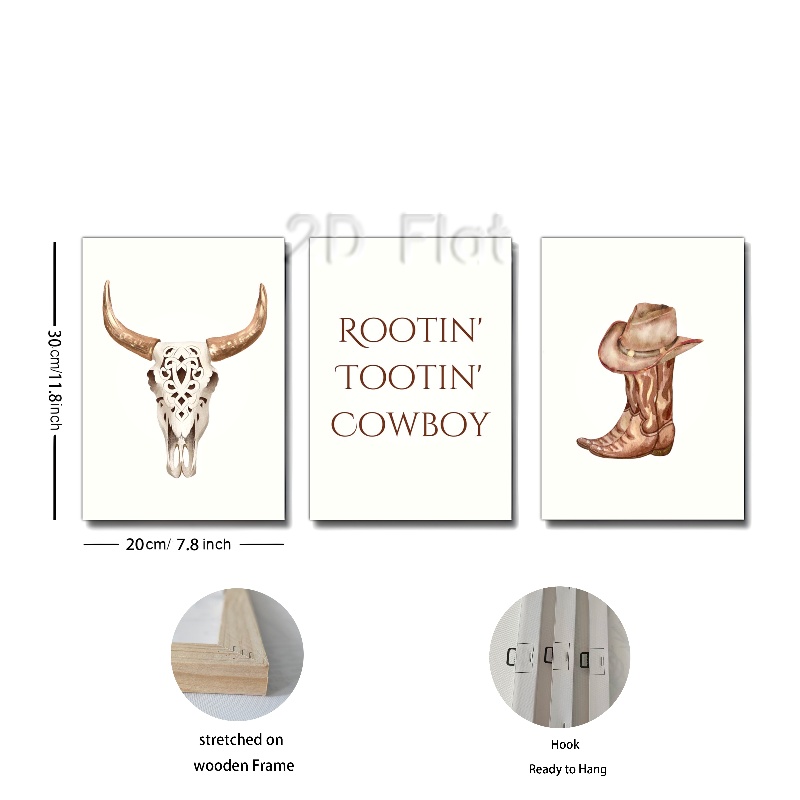 2D Flat
ROOTIN'
TOOTIN'
COWBOY
30cm/11.8inch
20cm/ 7.8 inch
stretched on
wooden Frame
Hook
Ready to Hang